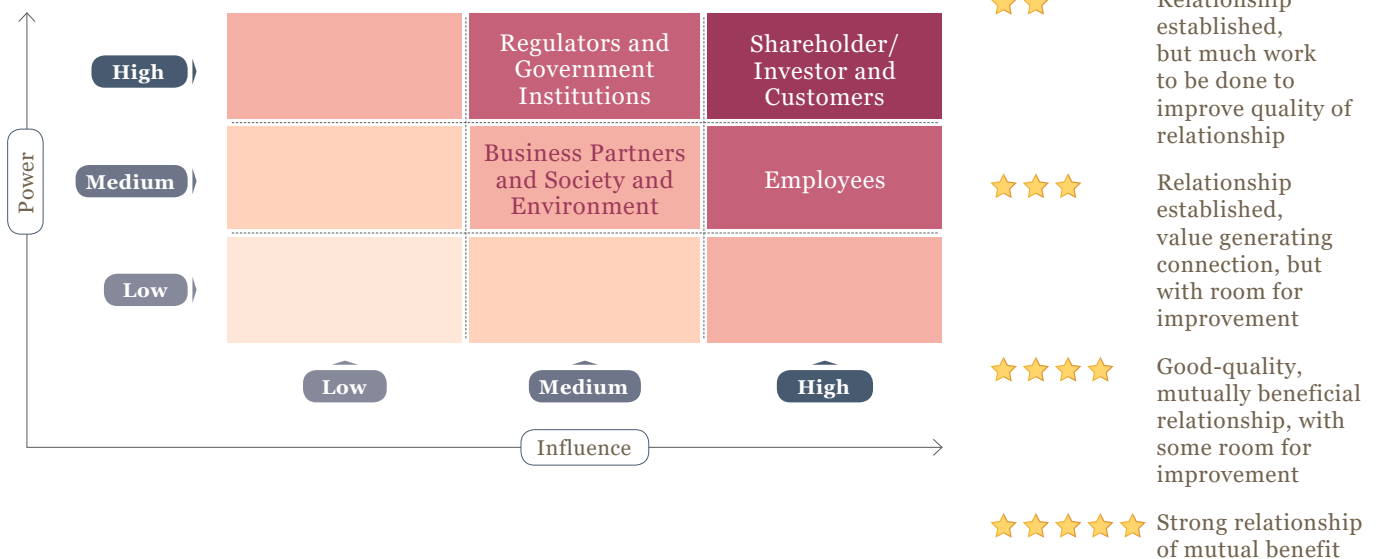 High
Regulators and
Government
Institutions
Shareholder/
Investor and
Customers
Power
Medium
Business Partners
and Society and
Environment
Employees
Low
Low
Medium
High
Influence
Relationship
established,
but much work
to be done to
improve quality of
relationship
Relationship
established,
value generating
connection, but
with room for
improvement
Good-quality,
mutually beneficial
relationship, with
some room for
improvement
Strong relationship
of mutual benefit